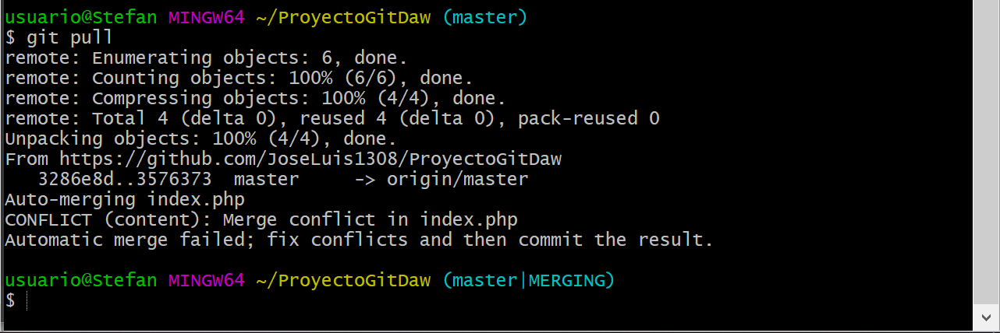 usuario@Stefan MINGW64 ~/ProyectoGitDaw (master)
$ git pull
remote: Enumerating objects: 6, done.
remote: Counting objects: 100% (6/6), done.
remote: Compressing objects: 100% (4/4), done.
remote: Total 4 (delta 0), reused 4 (delta 0), pack-reused 0
Unpacking objects: 100% (4/4), done.
From https://github.com/JoseLuis1308/ProyectoGitDaw
   3286e8d..3576373  master     -> origin/master
Auto-merging index.php
CONFLICT (content): Merge conflict in index.php
Automatic merge failed; fix conflicts and then commit the result.
usuario@Stefan MINGW64 ~/ProyectoGitDaw (master|MERGING)
$